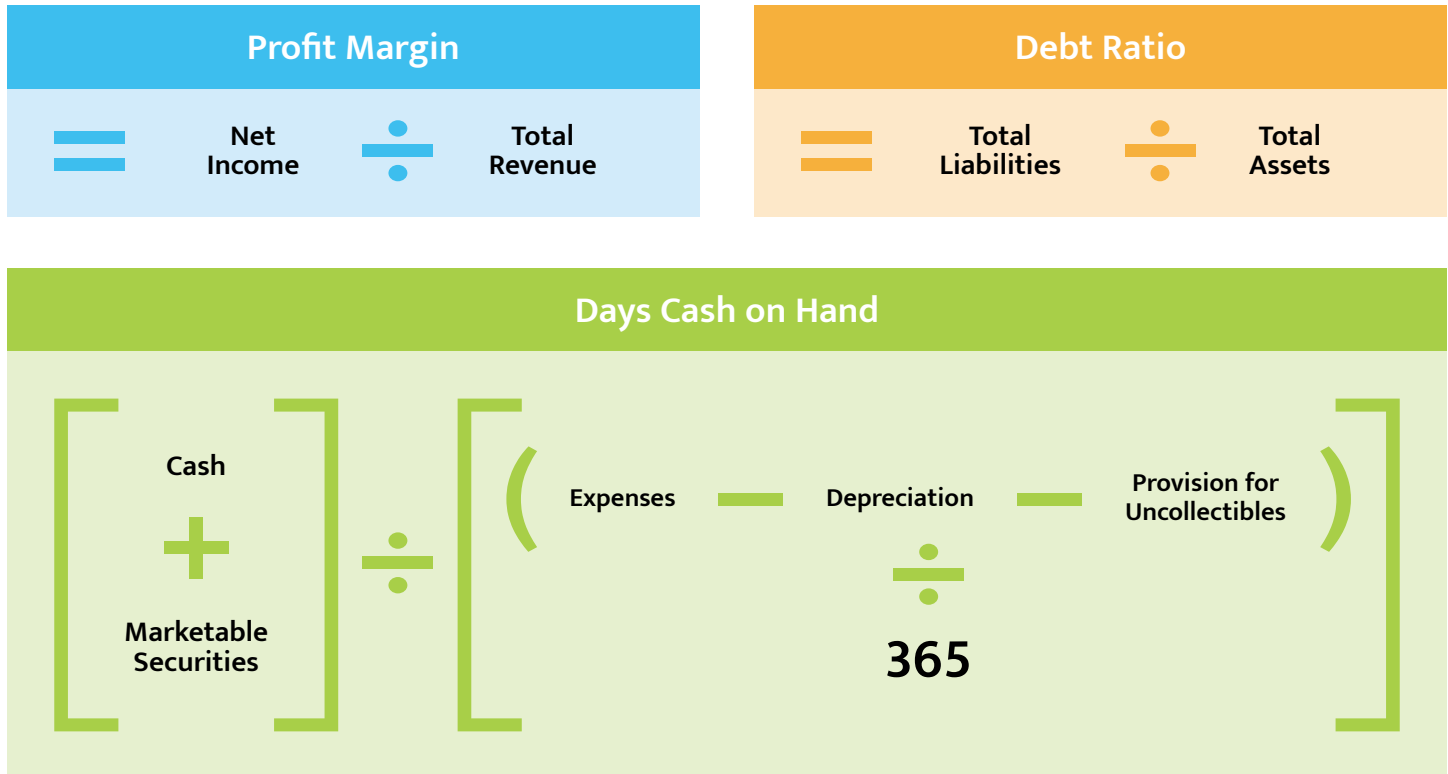 Profit Margin
= Net Income ÷ Total Revenue
Debt Ratio
= Total Liabilities ÷ Total Assets
Days Cash on Hand
[
Cash
+
Marketable
Securities
]
÷
[
( Expenses − Depreciation − Provision for Uncollectibles )
÷
365
]